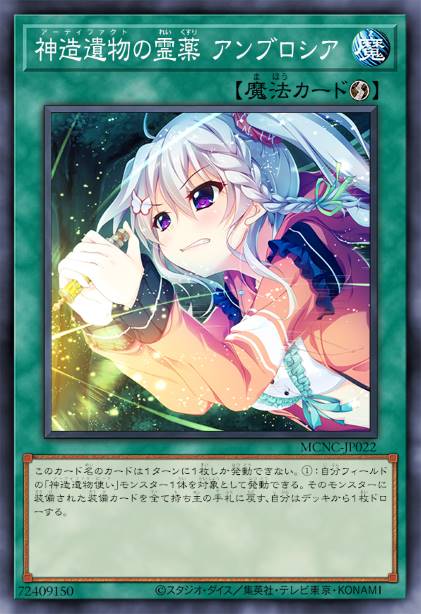 アーティファクト れい くすり
神造遺物の霊薬 アンブロシア 魔
ま ほう
【魔法カード】
MCNC-JP022
このカード名のカードは1ターンに1枚しか発動できない。①:自分フィールド
の「神造遺物使い」モンスター1体を対象として発動できる。そのモンスターに
装備された装備カードを全て持ち主の手札に戻す,自分はデッキから1枚ドロ
ーする。
72409150 ©スタジオ・ダイス/集英社・テレビ東京・KONAMI